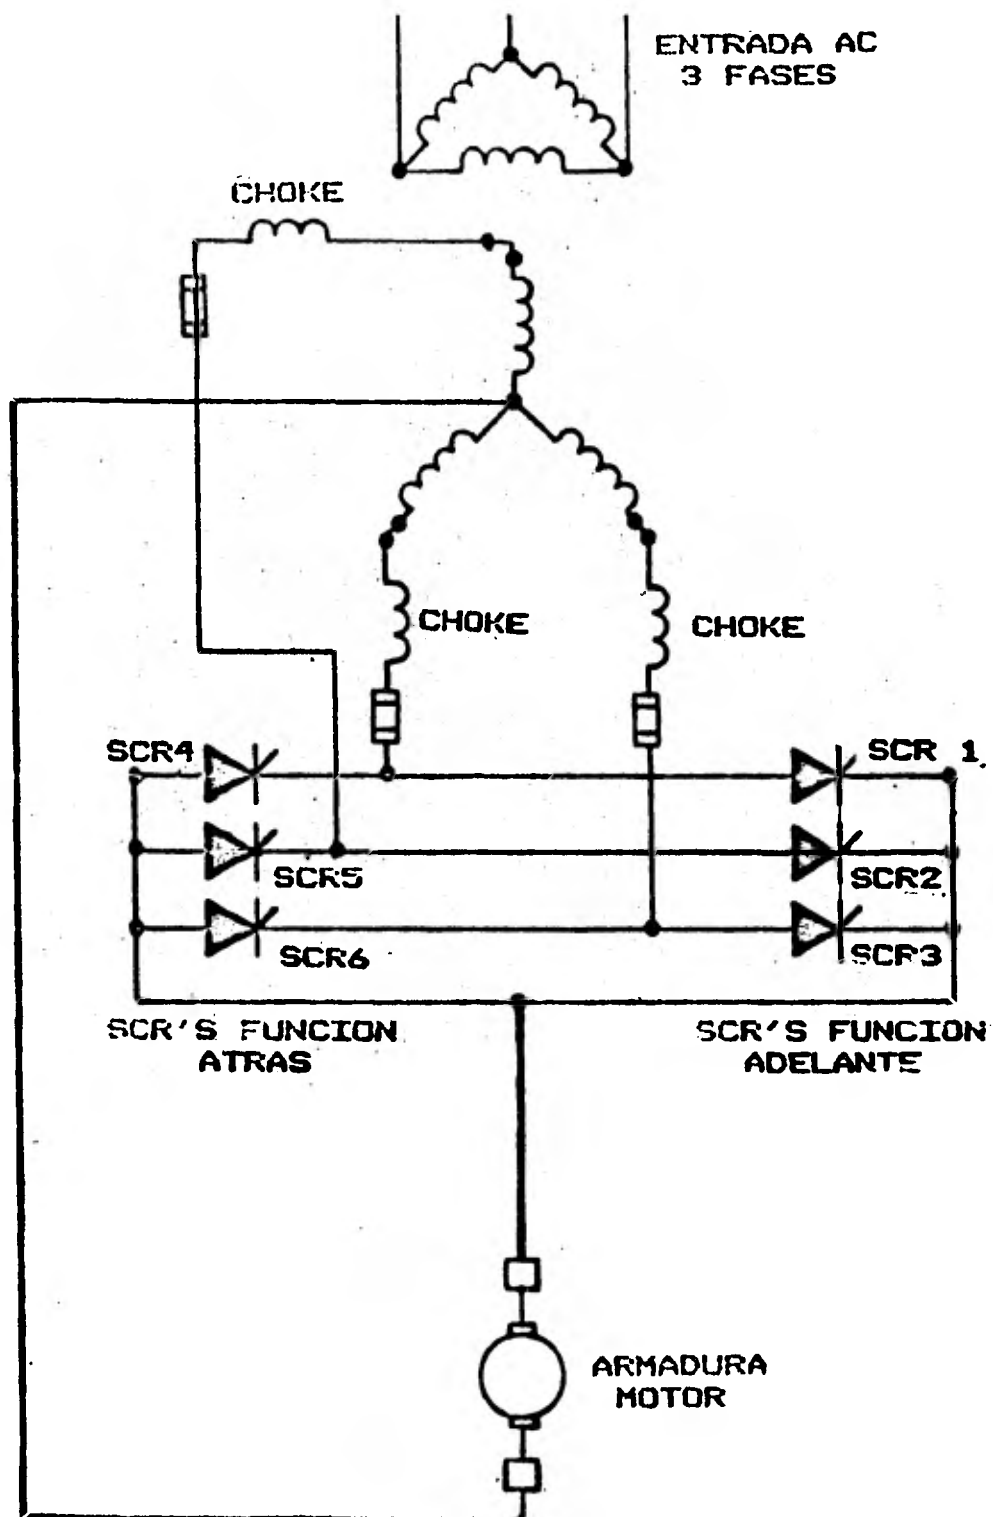 ENTRADA AC
3 FASES
CHOKE
CHOKE
CHOKE
SCR4
SCR 1
SCR5
SCR2
SCR6
SCR3
SCR'S FUNCION
ATRAS
SCR'S FUNCION
ADELANTE
ARMADURA
MOTOR